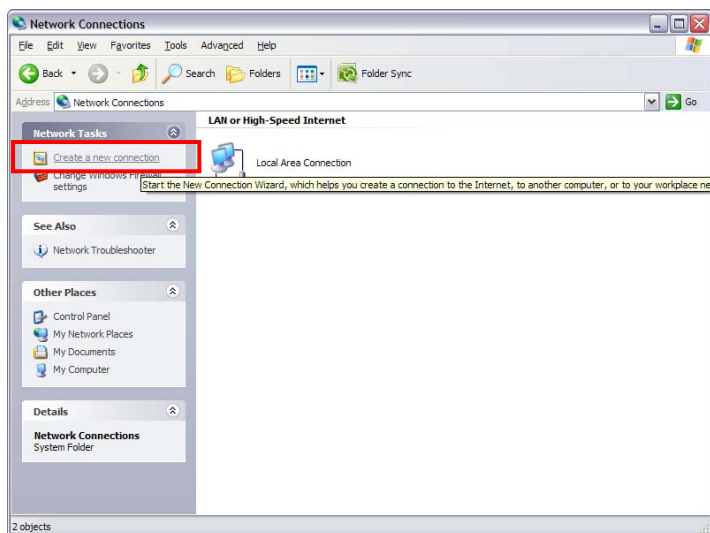 Network Connections
File Edit View Favorites Tools Advanced Help
Back Search Folders Folder Sync
Address Network Connections Go
LAN or High-Speed Internet
Network Tasks
Create a new connection
Local Area Connection
Change Windows Firewall
settings
Start the New Connection Wizard, which helps you create a connection to the Internet, to another computer, or to your workplace ne
See Also
Network Troubleshooter
Other Places
Control Panel
My Network Places
My Documents
My Computer
Details
Network Connections
System Folder
2 objects